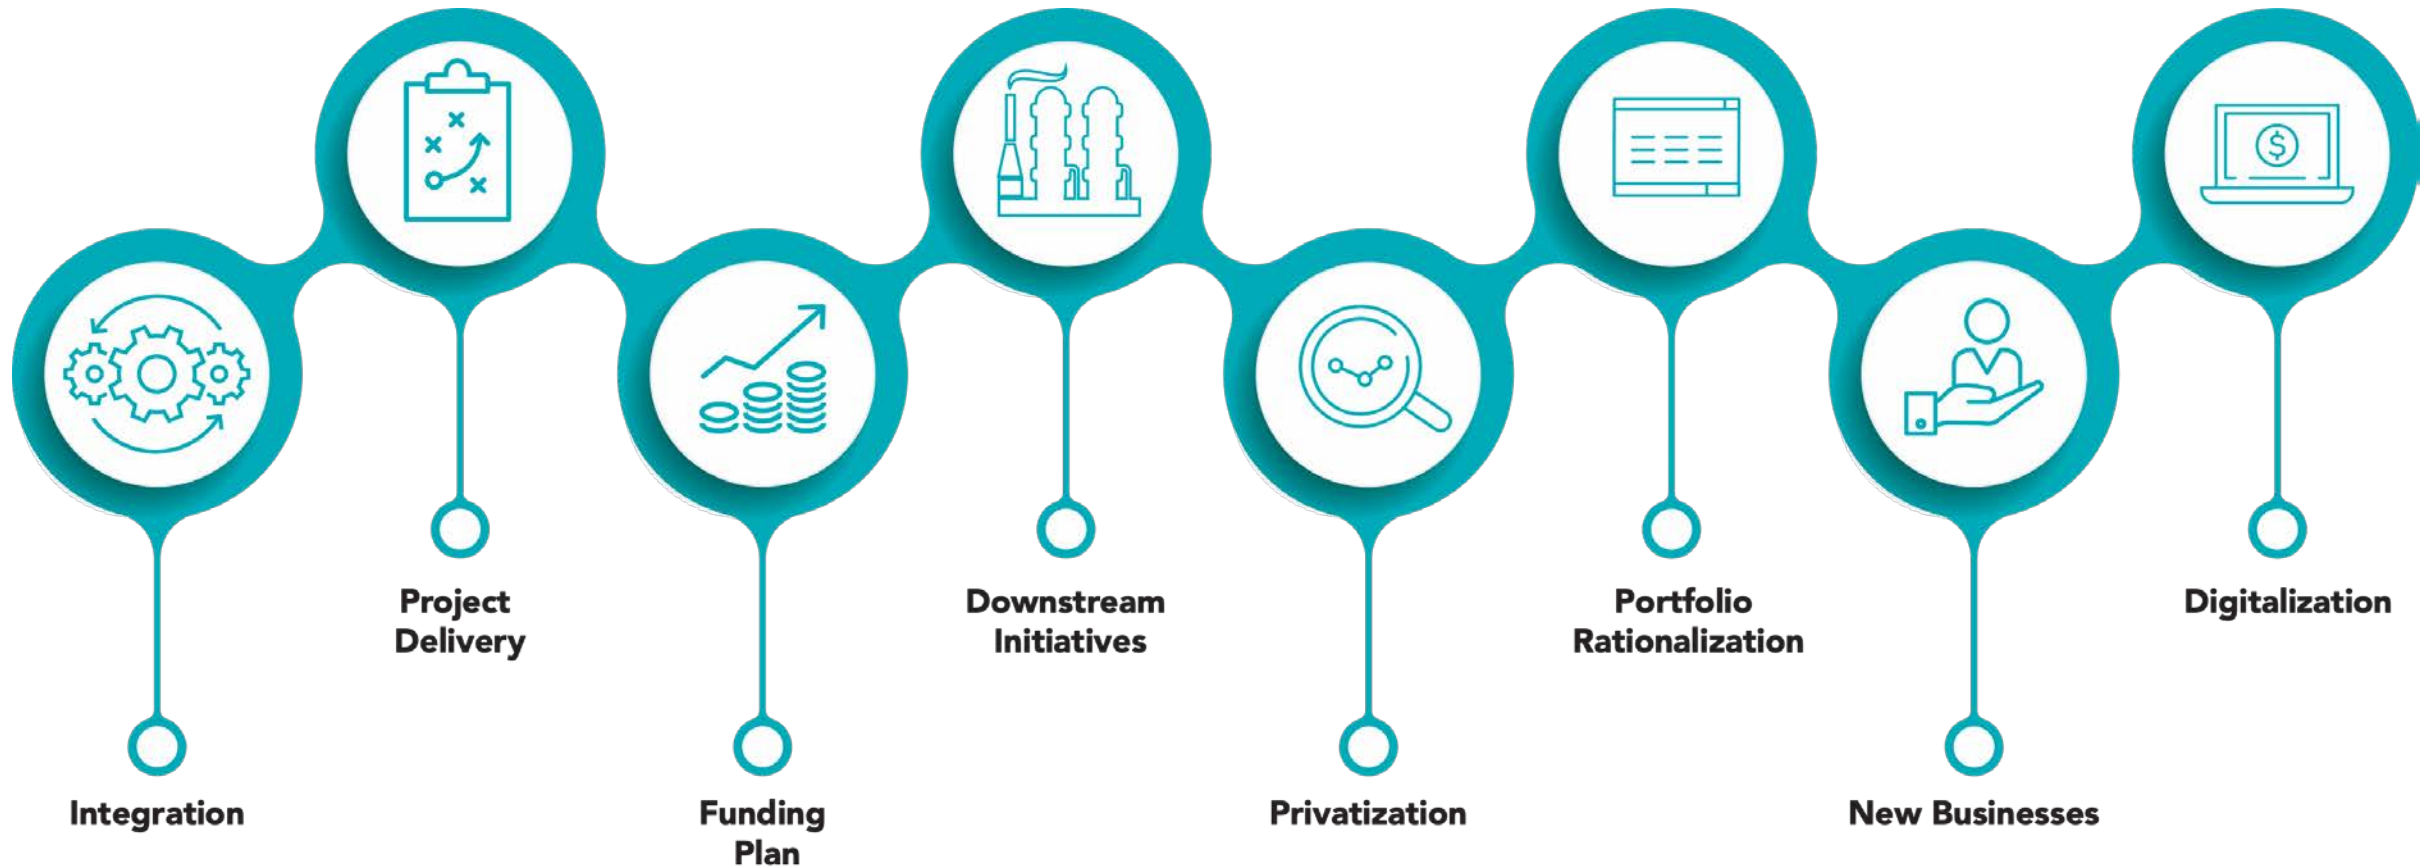 Integration
Project
Delivery
Funding
Plan
Downstream
Initiatives
Privatization
Portfolio
Rationalization
New Businesses
Digitalization
$